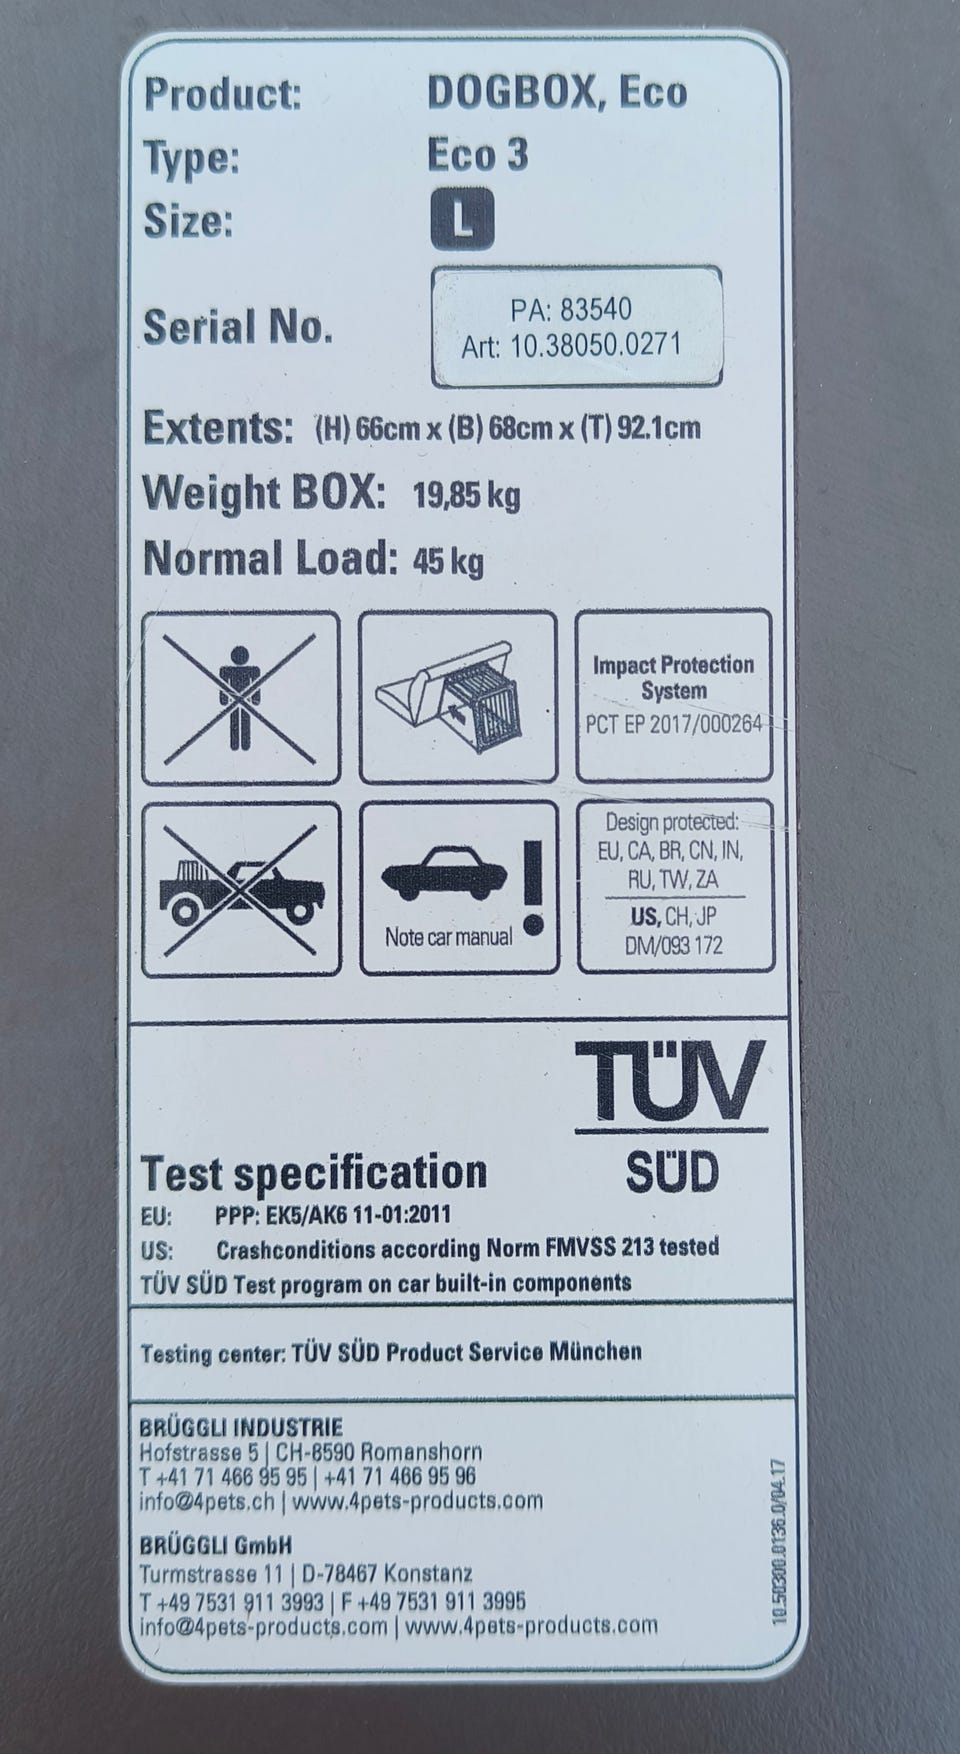 Product: DOGBOX, Eco
Type: Eco 3
Size: L
Serial No.
PA: 83540
Art: 10.38050.0271
Extents: (H) 66cm x (B) 68cm x (T) 92.1cm
Weight BOX: 19,85 kg
Normal Load: 45 kg
Impact Protection
System
PCT EP 2017/000264
Note car manual
Design protected:
EU, CA, BR, CN, IN,
RU, TW, ZA
US, CH, JP
DM/093 172
TÜV
SÜD
Test specification
EU: PPP: EK5/AK6 11-01:2011
US: Crashconditions according Norm FMVSS 213 tested
TÜV SÜD Test program on car built-in components
Testing center: TÜV SÜD Product Service München
BRÜGGLI INDUSTRIE
Hofstrasse 5 | CH-8590 Romanshorn
T +41 71 466 95 95 | +41 71 466 95 96
info@4pets.ch | www.4pets-products.com
BRÜGGLI GmbH
Turmstrasse 11 | D-78467 Konstanz
T +49 7531 911 3993 | F +49 7531 911 3995
info@4pets-products.com | www.4pets-products.com
10.50300.0136.0/04.17